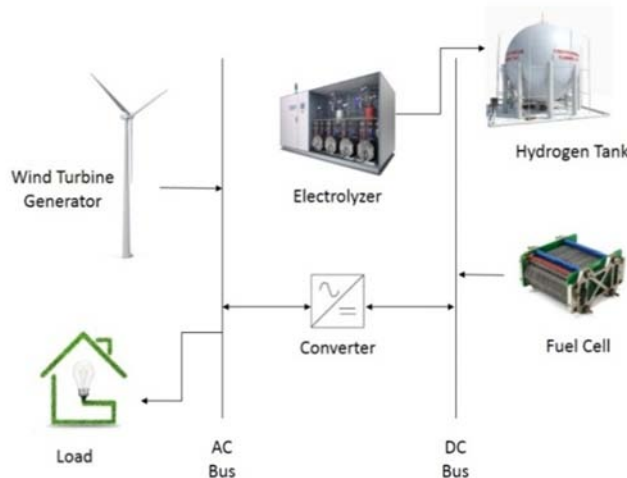 Wind Turbine
Generator
Electrolyzer
Hydrogen Tank
Converter
Fuel Cell
Load
AC
Bus
DC
Bus